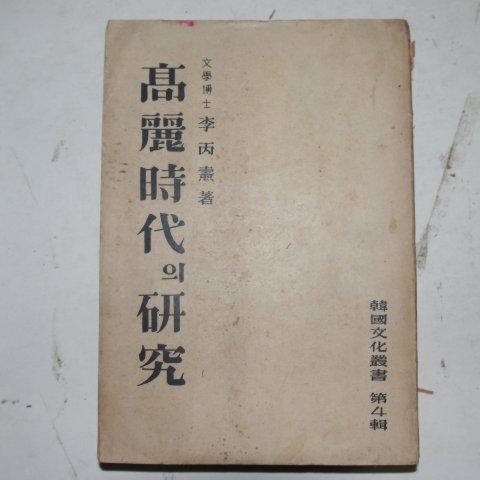 髙麗時代의研究
文學博士 李丙燾著
韓國文化叢書 第4輯